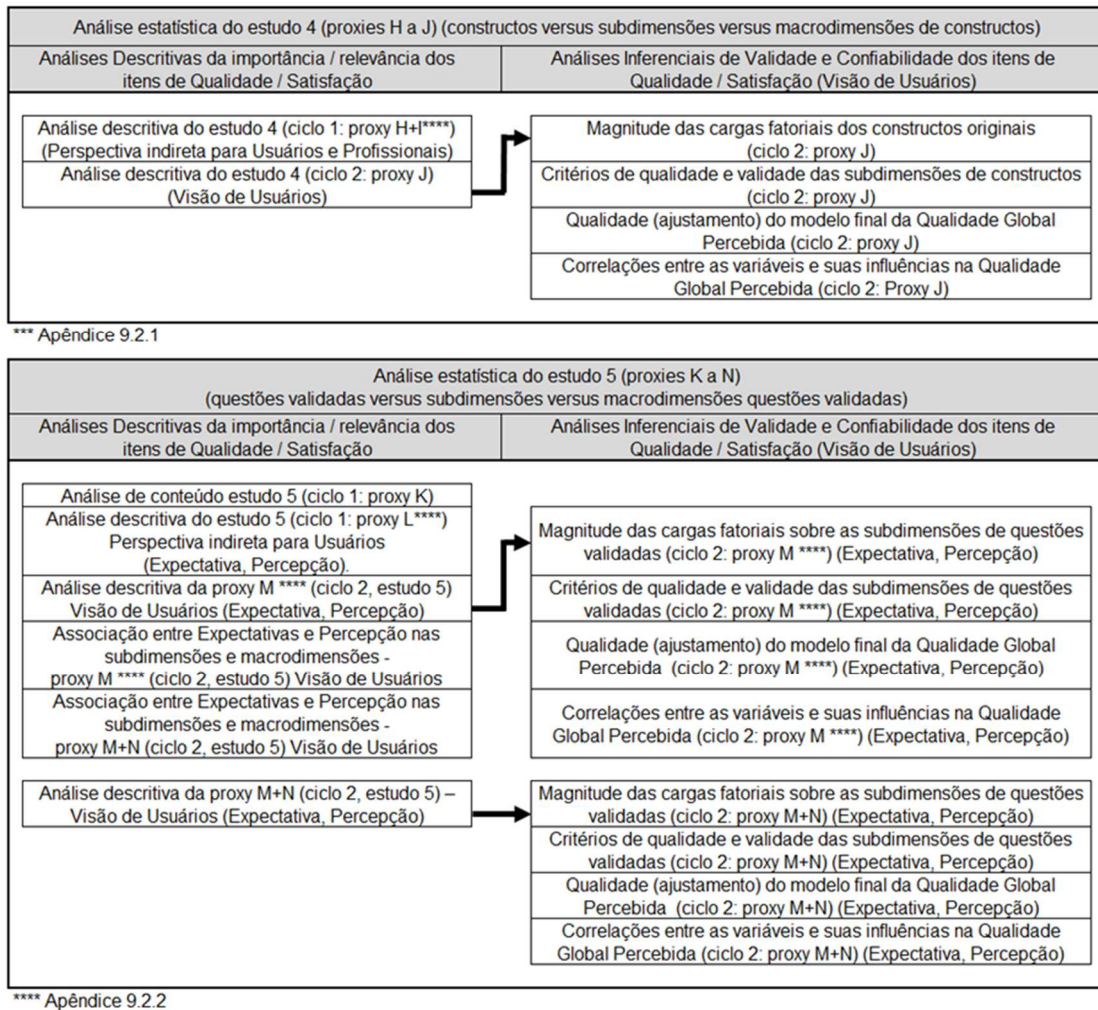 Análise estatística do estudo 4 (proxies H a J) (constructos versus subdimensões versus macrodimensões de constructos)
Análises Descritivas da importância / relevância dos
itens de Qualidade / Satisfação
Análises Inferenciais de Validade e Confiabilidade dos itens de
Qualidade / Satisfação (Visão de Usuários)
Análise descritiva do estudo 4 (ciclo 1: proxy H+I****)
(Perspectiva indireta para Usuários e Profissionais)
Análise descritiva do estudo 4 (ciclo 2: proxy J)
(Visão de Usuários)
Magnitude das cargas fatoriais dos constructos originais
(ciclo 2: proxy J)
Critérios de qualidade e validade das subdimensões de constructos
(ciclo 2: proxy J)
Qualidade (ajustamento) do modelo final da Qualidade Global
Percebida (ciclo 2: proxy J)
Correlações entre as variáveis e suas influências na Qualidade
Global Percebida (ciclo 2: Proxy J)
*** Apêndice 9.2.1
Análise estatística do estudo 5 (proxies K a N)
(questões validadas versus subdimensões versus macrodimensões questões validadas)
Análises Descritivas da importância / relevância dos
itens de Qualidade / Satisfação
Análises Inferenciais de Validade e Confiabilidade dos itens de
Qualidade / Satisfação (Visão de Usuários)
Análise de conteúdo estudo 5 (ciclo 1: proxy K)
Análise descritiva do estudo 5 (ciclo 1: proxy L****)
Perspectiva indireta para Usuários
(Expectativa, Percepção).
Análise descritiva da proxy M **** (ciclo 2, estudo 5)
Visão de Usuários (Expectativa, Percepção)
Associação entre Expectativas e Percepção nas
subdimensões e macrodimensões -
proxy M **** (ciclo 2, estudo 5) Visão de Usuários
Associação entre Expectativas e Percepção nas
subdimensões e macrodimensões -
proxy M+N (ciclo 2, estudo 5) Visão de Usuários
Magnitude das cargas fatoriais sobre as subdimensões de questões
validadas (ciclo 2: proxy M ****) (Expectativa, Percepção)
Critérios de qualidade e validade das subdimensões de questões
validadas (ciclo 2: proxy M ****) (Expectativa, Percepção)
Qualidade (ajustamento) do modelo final da Qualidade Global
Percebida (ciclo 2: proxy M ****) (Expectativa, Percepção)
Correlações entre as variáveis e suas influências na Qualidade
Global Percebida (ciclo 2: proxy M ****) (Expectativa, Percepção)
Análise descritiva da proxy M+N (ciclo 2, estudo 5) –
Visão de Usuários (Expectativa, Percepção)
Magnitude das cargas fatoriais sobre as subdimensões de questões
validadas (ciclo 2: proxy M+N) (Expectativa, Percepção)
Critérios de qualidade e validade das subdimensões de questões
validadas (ciclo 2: proxy M+N) (Expectativa, Percepção)
Qualidade (ajustamento) do modelo final da Qualidade Global
Percebida (ciclo 2: proxy M+N) (Expectativa, Percepção)
Correlações entre as variáveis e suas influências na Qualidade
Global Percebida (ciclo 2: proxy M+N) (Expectativa, Percepção)
**** Apêndice 9.2.2